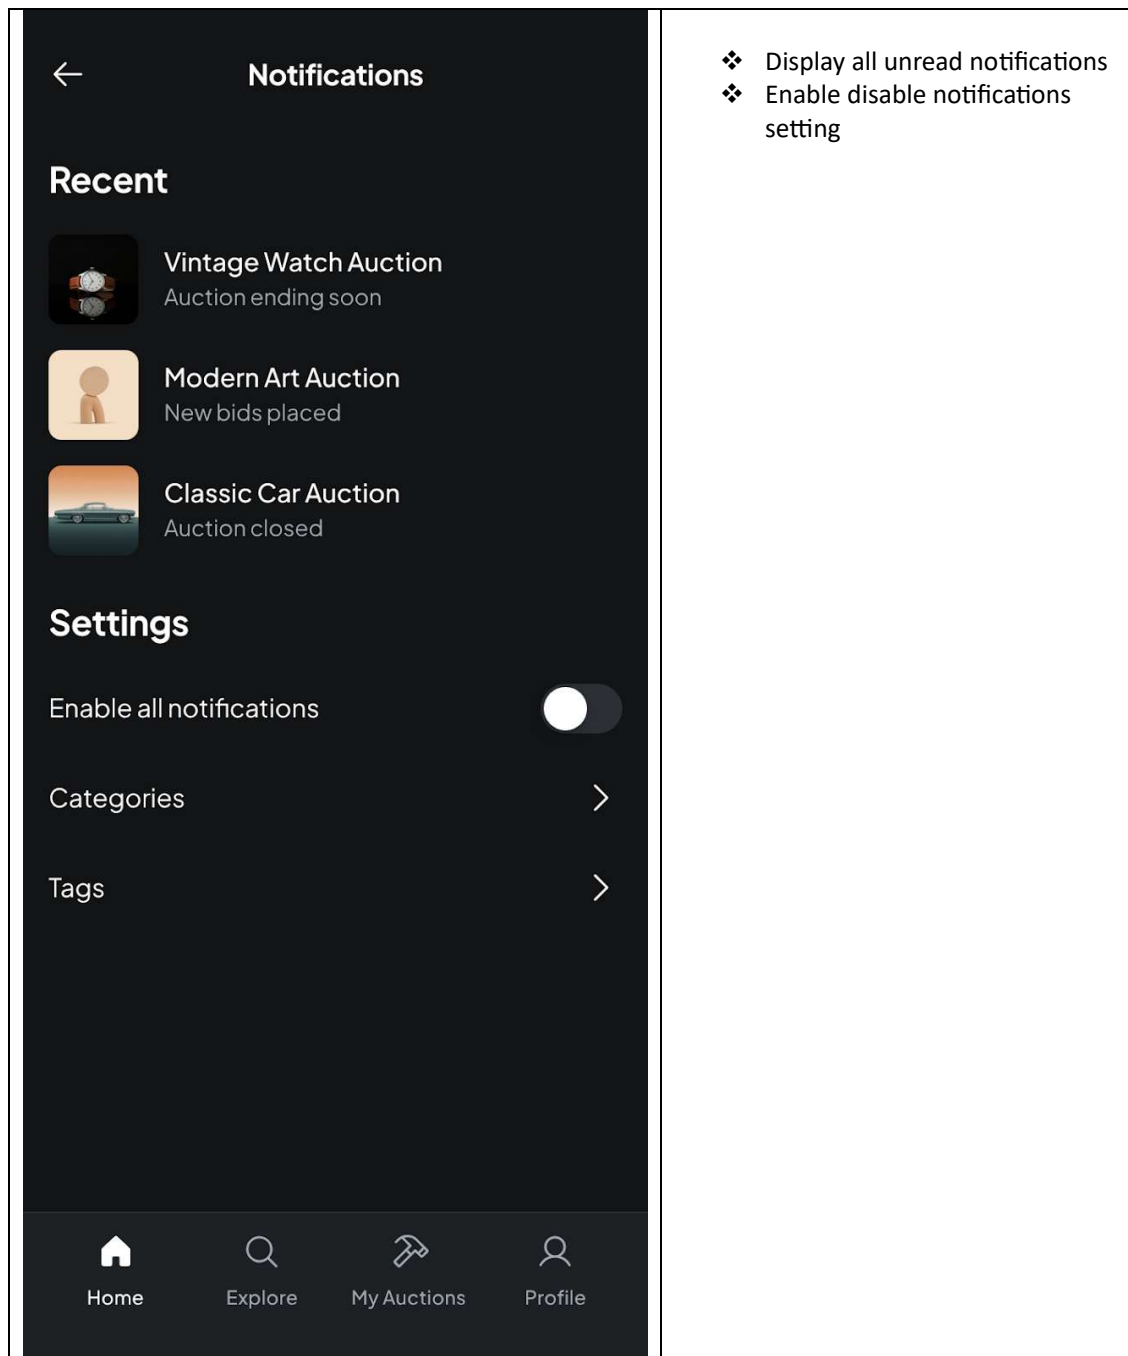 Notifications
Recent
Vintage Watch Auction
Auction ending soon
Modern Art Auction
New bids placed
Classic Car Auction
Auction closed
Settings
Enable all notifications
Categories
Tags
Home
Explore
My Auctions
Profile
❖ Display all unread notifications
❖ Enable disable notifications
setting